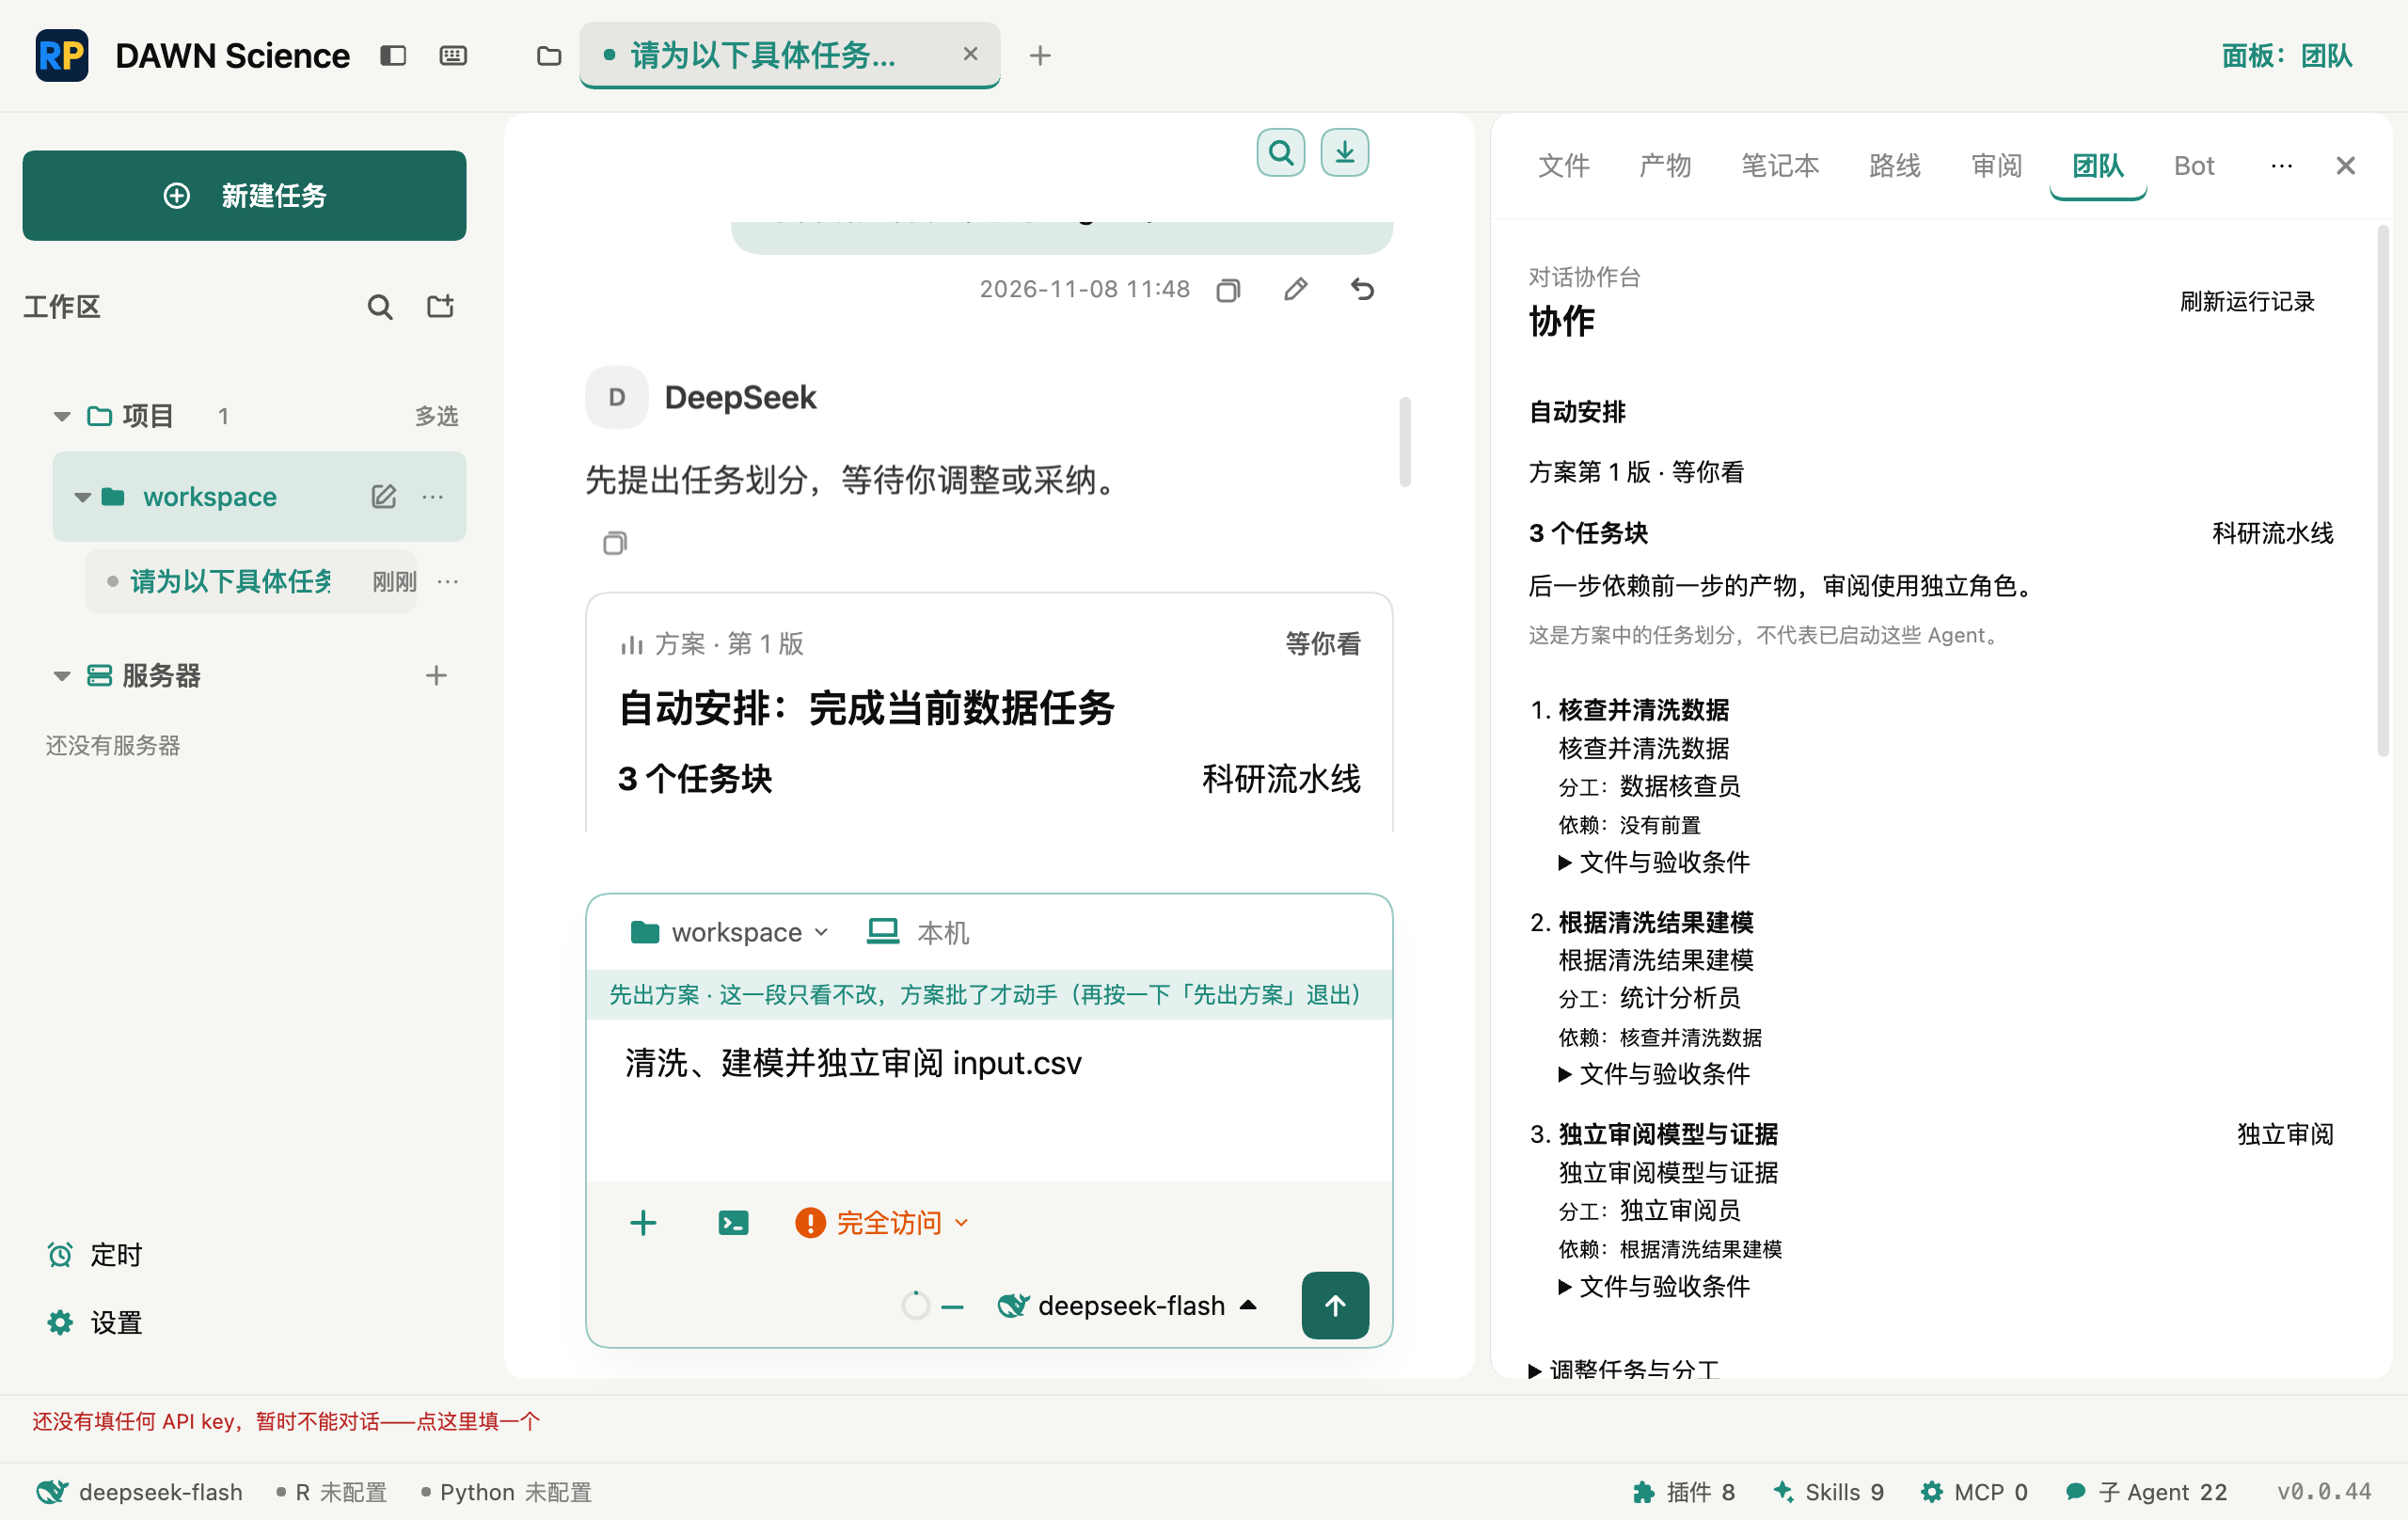 RP DAWN Science
请为以下具体任务...
面板：团队
新建任务
工作区
项目 1 多选
workspace
请为以下具体任务 刚刚
服务器
还没有服务器
定时
设置
2026-11-08 11:48
D DeepSeek
先提出任务划分，等待你调整或采纳。
方案 · 第 1 版 等你看
自动安排：完成当前数据任务
3 个任务块 科研流水线
workspace 本机
先出方案 · 这一段只看不改，方案批了才动手（再按一下「先出方案」退出）
清洗、建模并独立审阅 input.csv
完全访问
deepseek-flash
文件 产物 笔记本 路线 审阅 团队 Bot
对话协作台
协作
刷新运行记录
自动安排
方案第 1 版 · 等你看
3 个任务块 科研流水线
后一步依赖前一步的产物，审阅使用独立角色。
这是方案中的任务划分，不代表已启动这些 Agent。
1. 核查并清洗数据
核查并清洗数据
分工：数据核查员
依赖：没有前置
文件与验收条件
2. 根据清洗结果建模
根据清洗结果建模
分工：统计分析员
依赖：核查并清洗数据
文件与验收条件
3. 独立审阅模型与证据 独立审阅
独立审阅模型与证据
分工：独立审阅员
依赖：根据清洗结果建模
文件与验收条件
调整任务与分工
还没有填任何 API key，暂时不能对话——点这里填一个
deepseek-flash R 未配置 Python 未配置
插件 8 Skills 9 MCP 0 子 Agent 22 v0.0.44